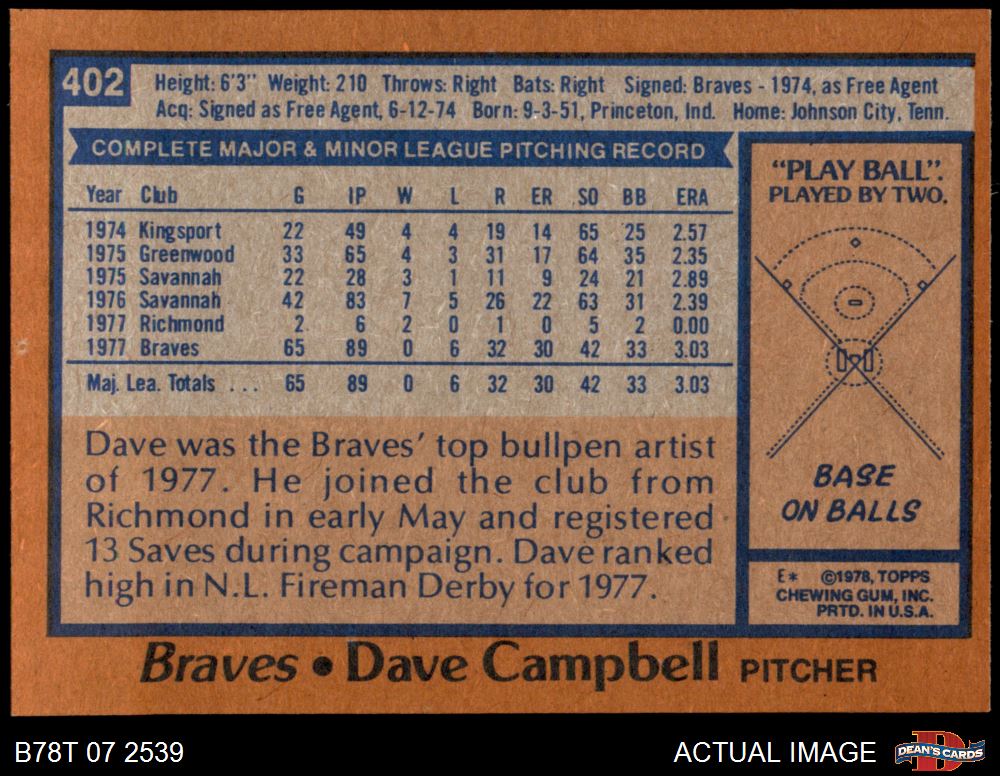 402
Height: 6'3" Weight: 210 Throws: Right Bats: Right Signed: Braves - 1974, as Free Agent
Acq: Signed as Free Agent, 6-12-74 Born: 9-3-51, Princeton, Ind. Home: Johnson City, Tenn.
COMPLETE MAJOR & MINOR LEAGUE PITCHING RECORD
Year Club G IP W L R ER SO BB ERA
1974 Kingsport 22 49 4 4 19 14 65 25 2.57
1975 Greenwood 33 65 4 3 31 17 64 35 2.35
1975 Savannah 22 28 3 1 11 9 24 21 2.89
1976 Savannah 42 83 7 5 26 22 63 31 2.39
1977 Richmond 2 6 2 0 1 0 5 2 0.00
1977 Braves 65 89 0 6 32 30 42 33 3.03
Maj. Lea. Totals ... 65 89 0 6 32 30 42 33 3.03
Dave was the Braves' top bullpen artist
of 1977. He joined the club from
Richmond in early May and registered
13 Saves during campaign. Dave ranked
high in N.L. Fireman Derby for 1977.
"PLAY BALL".
PLAYED BY TWO.
BASE
ON BALLS
E* ©1978, TOPPS
CHEWING GUM, INC.
PRTD. IN U.S.A.
Braves • Dave Campbell PITCHER
B78T 07 2539
ACTUAL IMAGE
DEAN'S CARDS